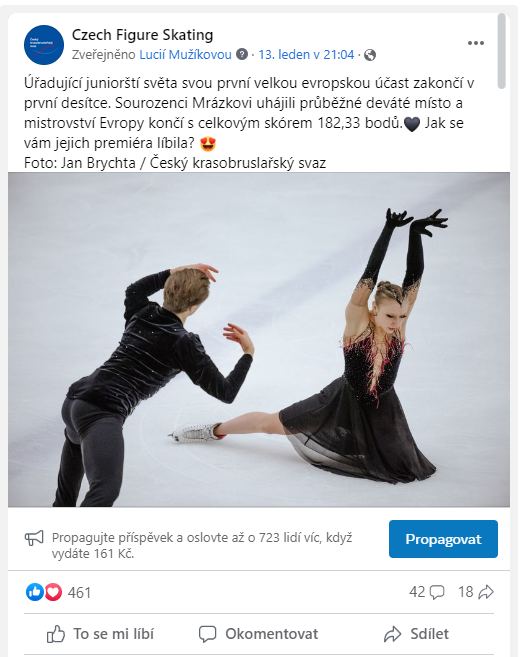 Czech Figure Skating
Zveřejněno Lucií Mužíkovou · 13. leden v 21:04 ·
Úřadující juniorští světa svou první velkou evropskou účast zakončí v
první desítce. Sourozenci Mrázkovi uhájili průběžné deváté místo a
mistrovství Evropy končí s celkovým skórem 182,33 bodů.🖤 Jak se
vám jejich premiéra líbila? 😍
Foto: Jan Brychta / Český krasobruslařský svaz
Propagujte příspěvek a oslovte až o 723 lidí víc, když
vydáte 161 Kč.
Propagovat
461
42
18
To se mi líbí
Okomentovat
Sdílet